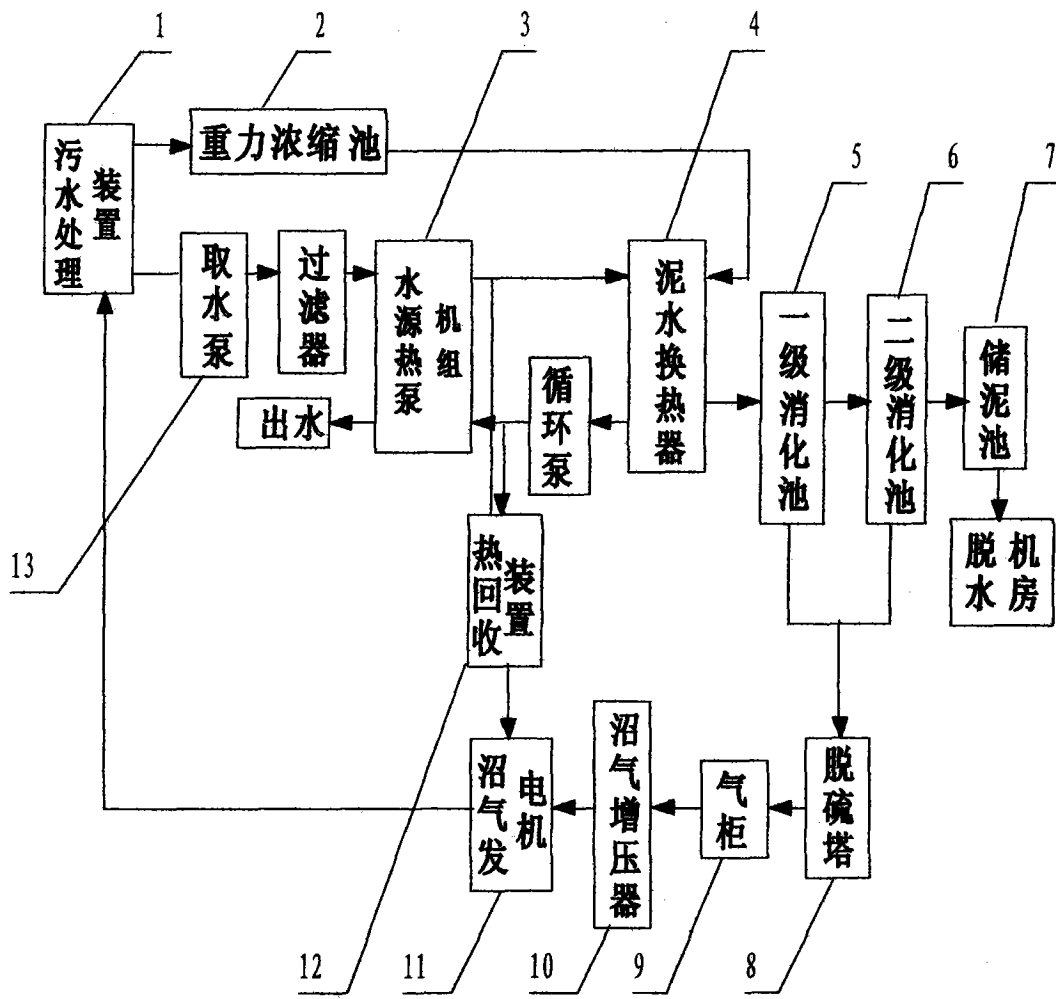 1
2
3
4
5
6
7
污水处理
装置
重力浓缩池
取水泵
过滤器
水源热泵
机组
泥水换热器
一级消化池
二级消化池
储泥池
循环泵
出水
脱水
机房
热回收
装置
13
沼气发
电机
沼气增压器
气柜
脱硫塔
12
11
10
9
8